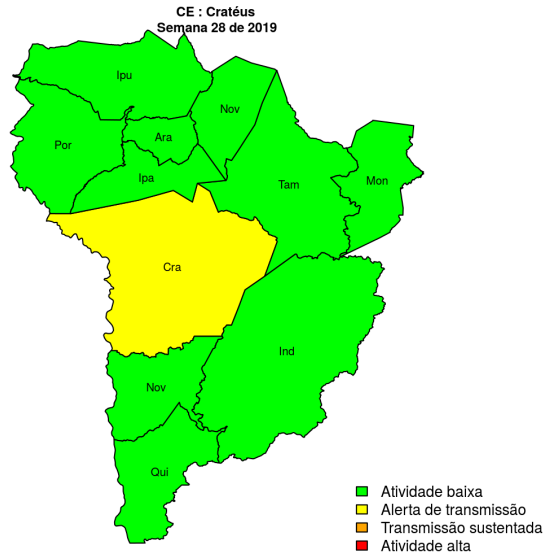 CE : Cratéus
Semana 28 de 2019
Ipu
Nov
Por
Ara
Ipa
Tam
Mon
Cra
Ind
Nov
Qui
Atividade baixa
Alerta de transmissão
Transmissão sustentada
Atividade alta